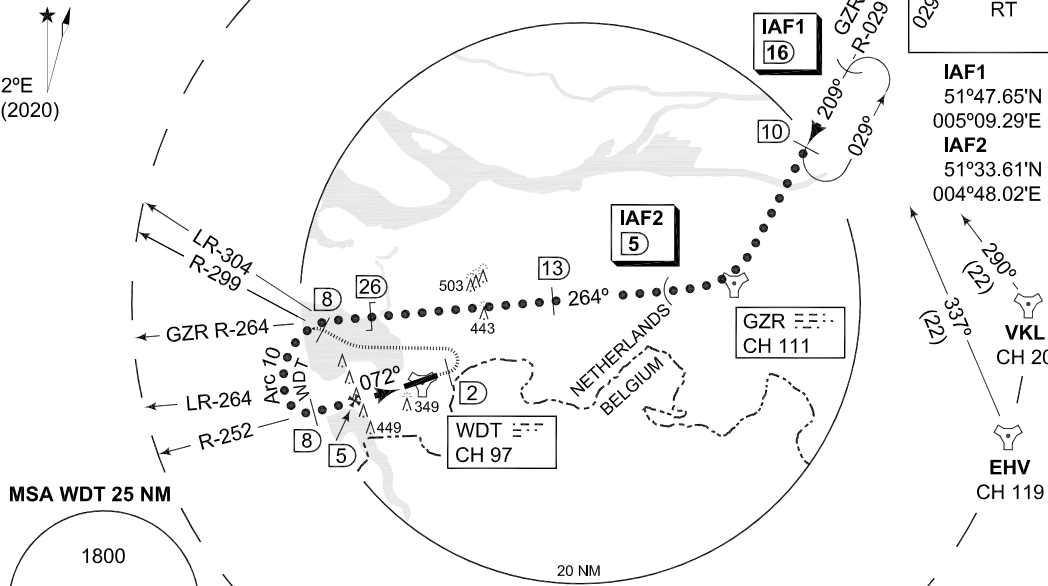 2ºE
(2020)
IAF1
16
GZR
R-029
029º
RT
209º
029º
10
IAF1
51º47.65'N
005º09.29'E
IAF2
51º33.61'N
004º48.02'E
IAF2
5
LR-304
R-299
8
26
503
443
13
264º
GZR
CH 111
290º
(22)
VKL
CH 20
337º
(22)
GZR R-264
Arc 10
WDT
072º
NETHERLANDS
BELGIUM
2
349
449
LR-264
R-252
8
5
WDT
CH 97
EHV
CH 119
MSA WDT 25 NM
1800
20 NM